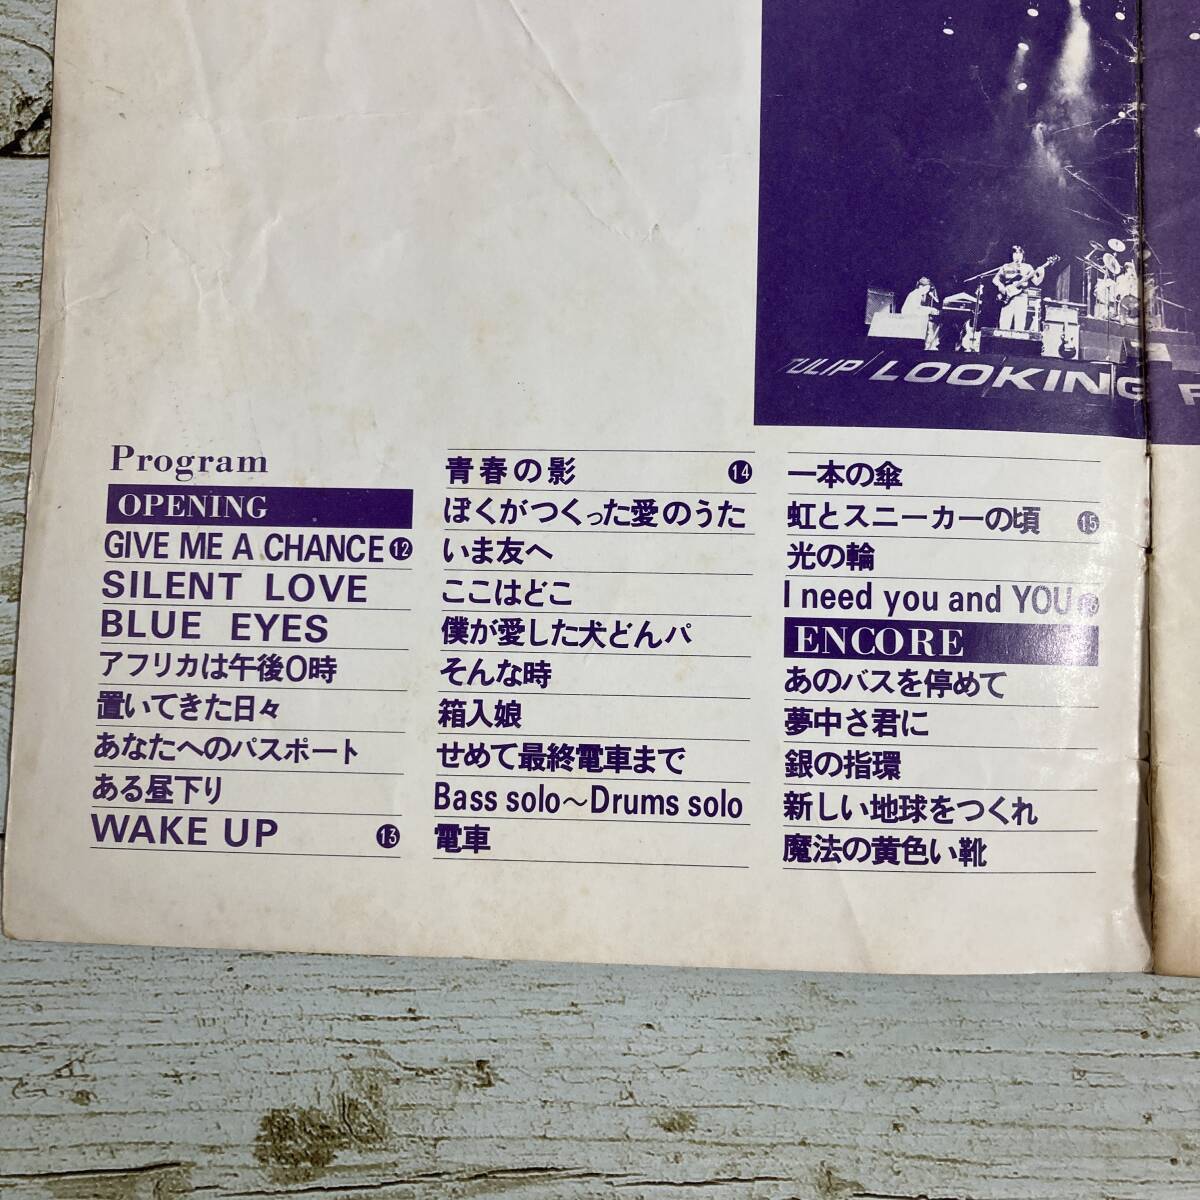 TULIP/LOOKING F
Program
OPENING
GIVE ME A CHANCE⑫
SILENT LOVE
BLUE EYES
アフリカは午後0時
置いてきた日々
あなたへのパスポート
ある昼下り
WAKE UP ⑬
青春の影 ⑭
ぼくがつくった愛のうた
いま友へ
ここはどこ
僕が愛した犬どんパ
そんな時
箱入娘
せめて最終電車まで
Bass solo〜Drums solo
電車
一本の傘
虹とスニーカーの頃 ⑮
光の輪
I need you and YOU ⑯
ENCORE
あのバスを停めて
夢中さ君に
銀の指環
新しい地球をつくれ
魔法の黄色い靴